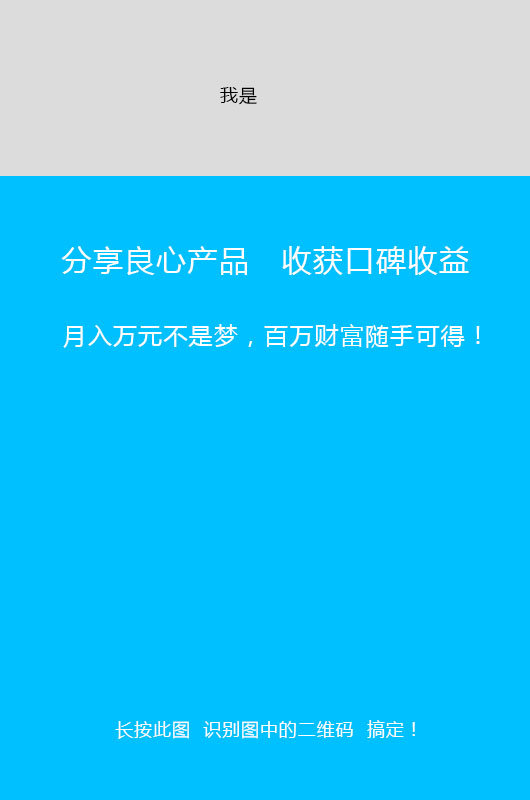 我是
分享良心产品 收获口碑收益
月入万元不是梦，百万财富随手可得！
长按此图 识别图中的二维码 搞定！